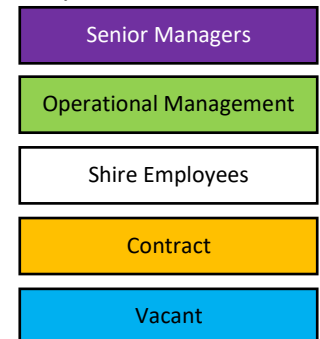 Senior Managers
Operational Management
Shire Employees
Contract
Vacant